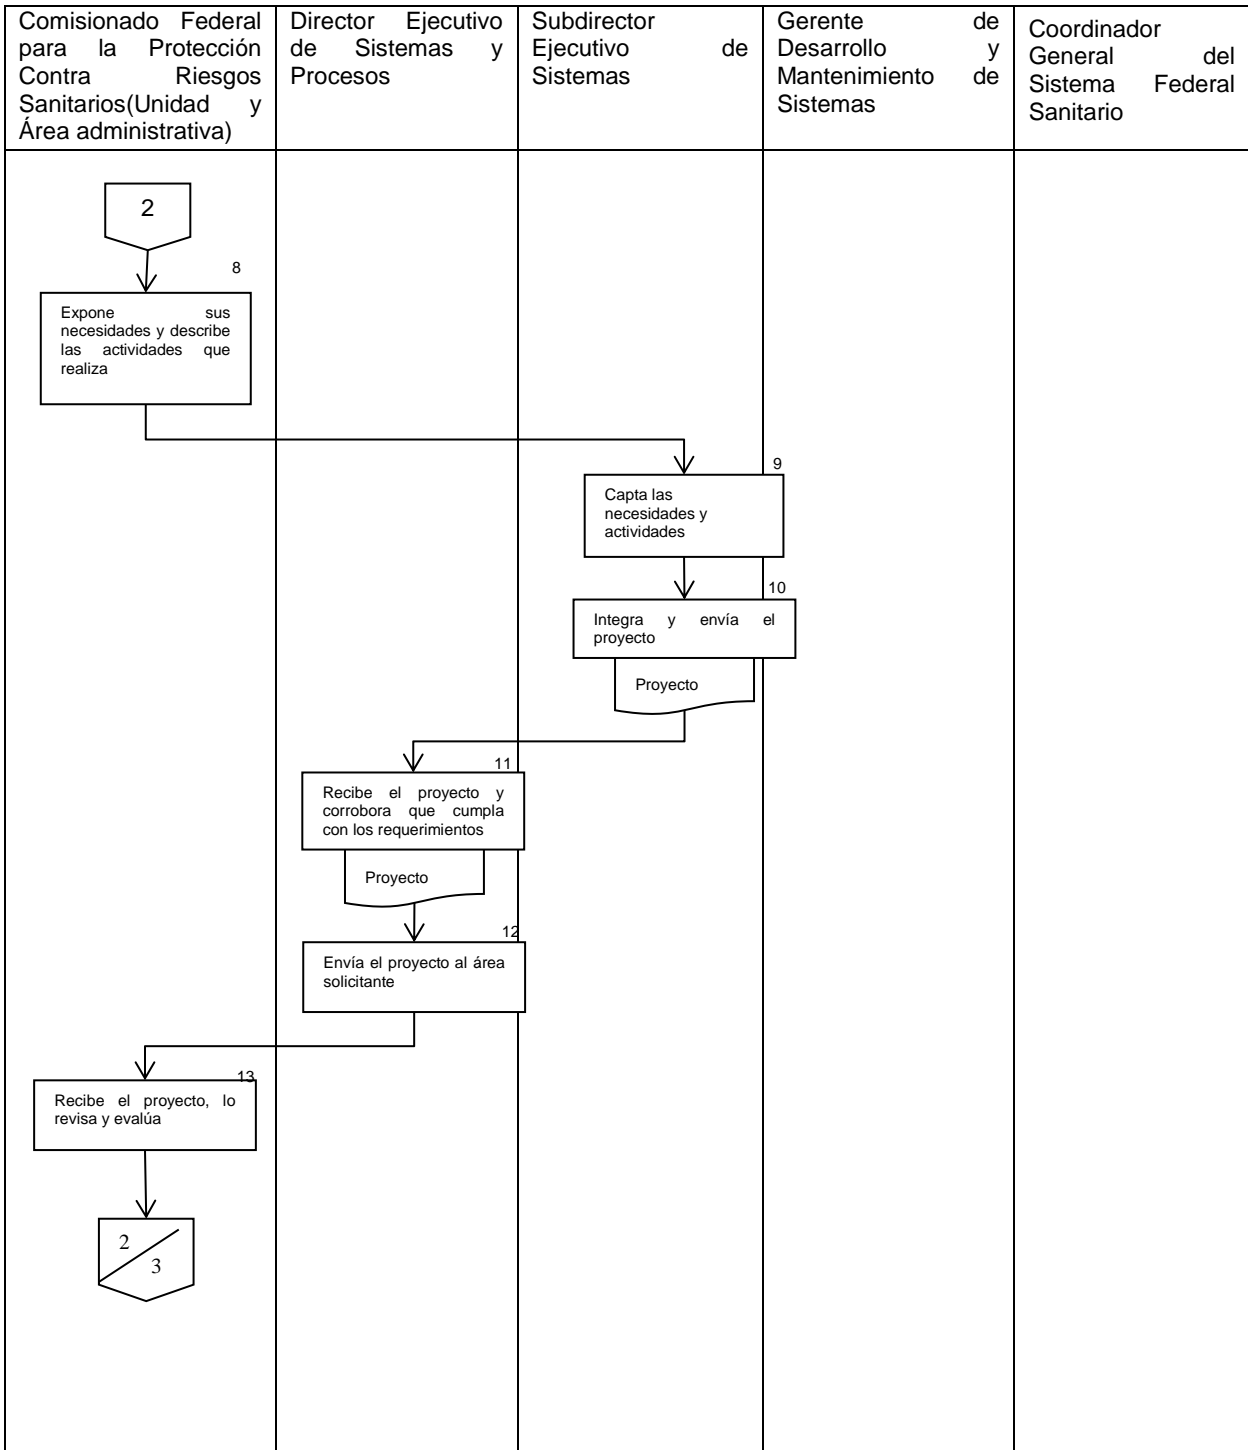 Comisionado Federal
para la Protección
Contra Riesgos
Sanitarios(Unidad y
Área administrativa)
Director Ejecutivo
de Sistemas y
Procesos
Subdirector
Ejecutivo de
Sistemas
Gerente de
Desarrollo y
Mantenimiento de
Sistemas
Coordinador
General del
Sistema Federal
Sanitario
2
8
Expone sus
necesidades y describe
las actividades que
realiza
9
Capta las
necesidades y
actividades
10
Integra y envía el
proyecto
Proyecto
11
Recibe el proyecto y
corrobora que cumpla
con los requerimientos
Proyecto
12
Envía el proyecto al área
solicitante
13
Recibe el proyecto, lo
revisa y evalúa
2
3